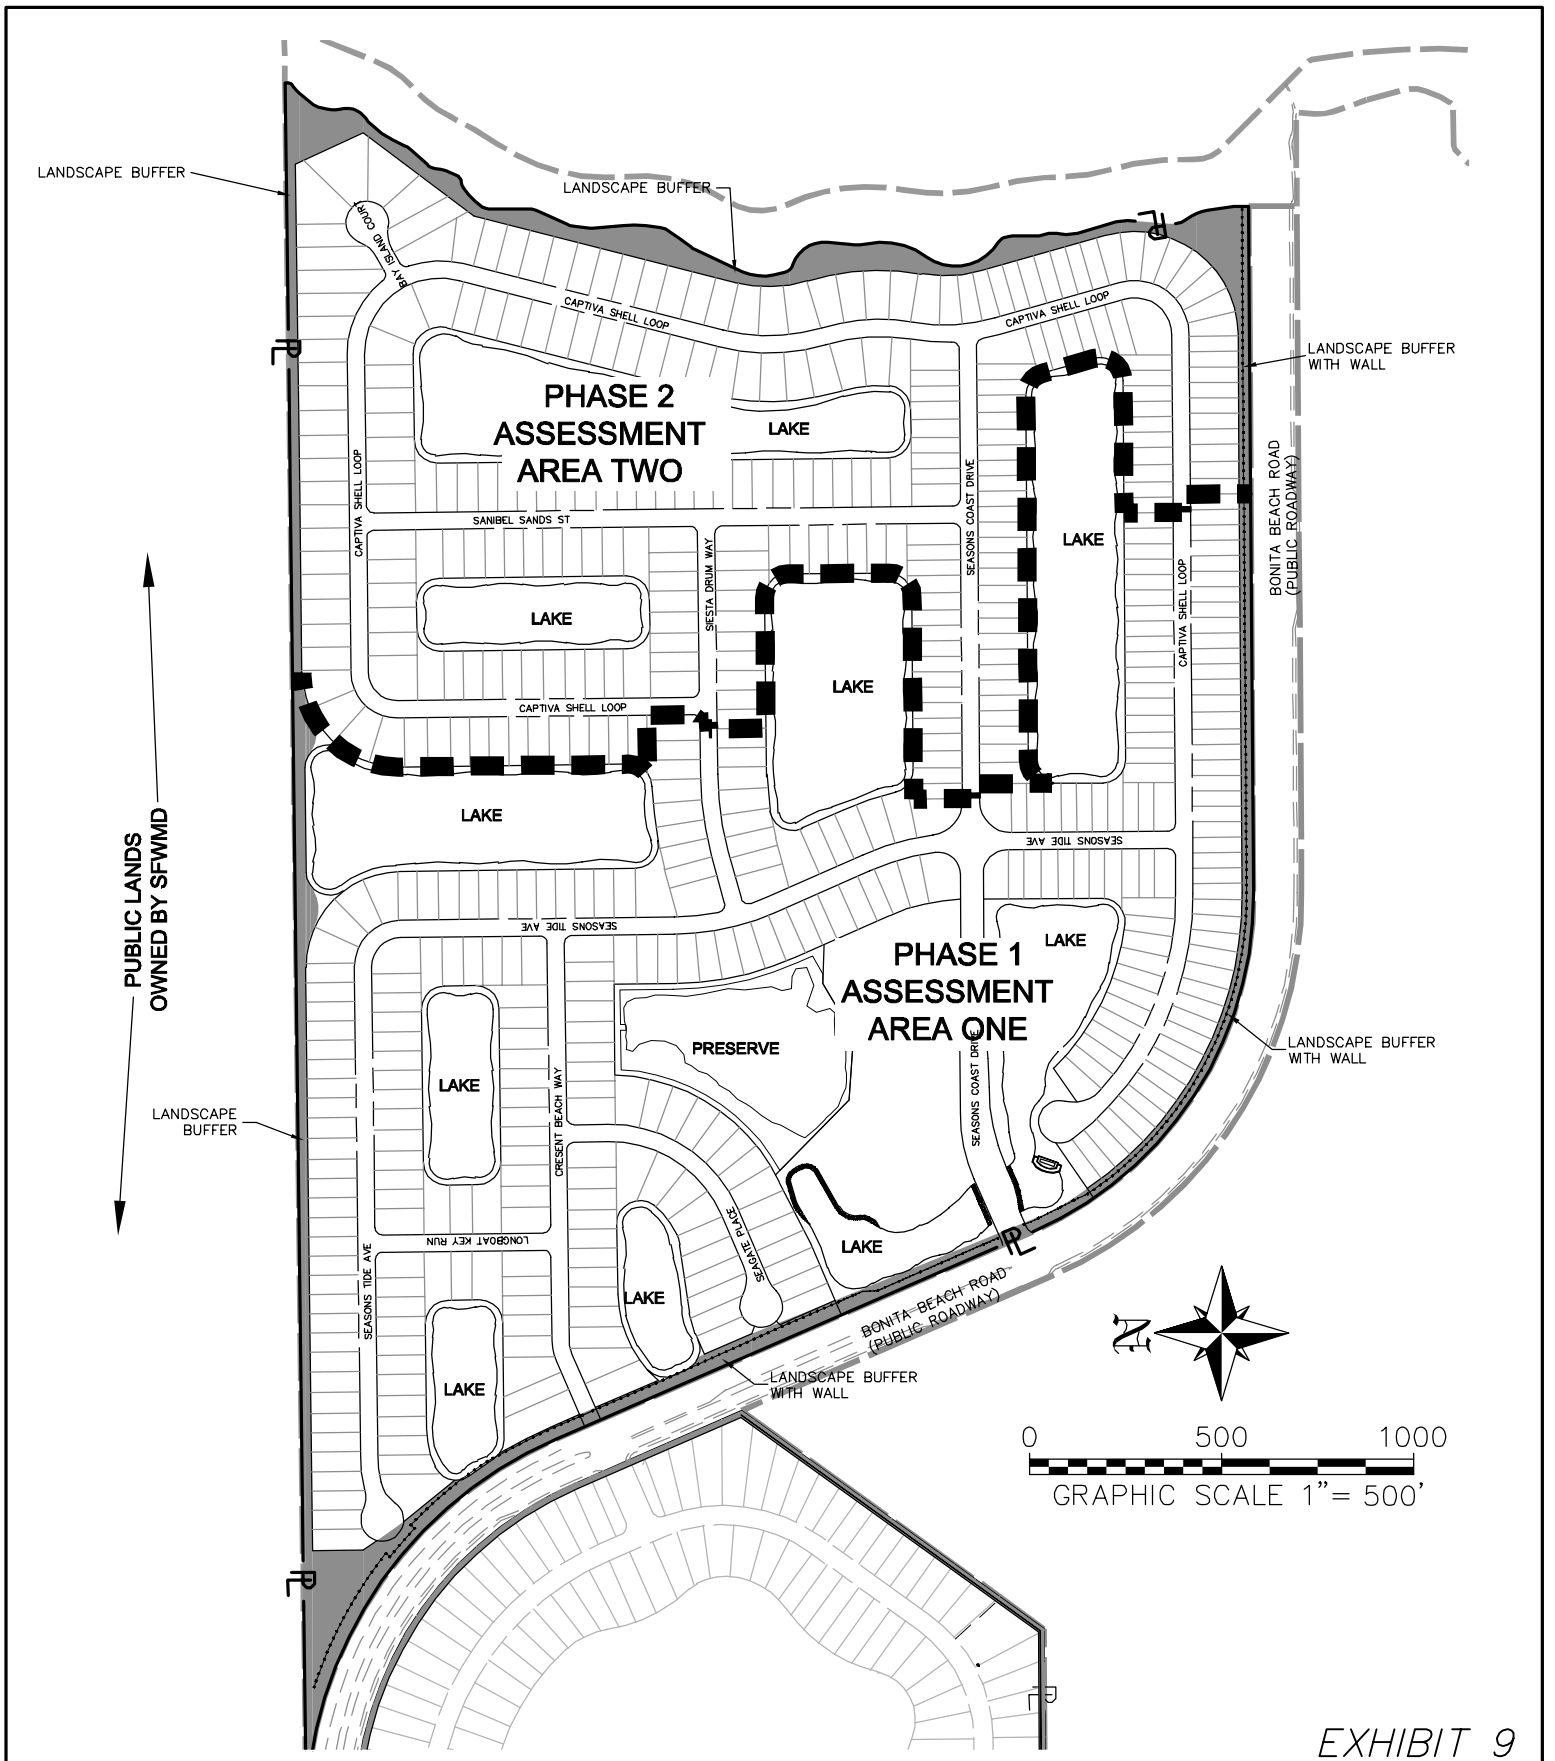 LANDSCAPE BUFFER
LANDSCAPE BUFFER
BAY ISLAND COURT
CAPTIVA SHELL LOOP
CAPTIVA SHELL LOOP
PL
PL
LANDSCAPE BUFFER
WITH WALL
PHASE 2
ASSESSMENT
AREA TWO
LAKE
CAPTIVA SHELL LOOP
SANIBEL SANDS ST
SEASONS COAST DRIVE
LAKE
BONITA BEACH ROAD
(PUBLIC ROADWAY)
LAKE
SIESTA DRUM WAY
CAPTIVA SHELL LOOP
LAKE
CAPTIVA SHELL LOOP
LAKE
PUBLIC LANDS
OWNED BY SFWMD
SEASONS TIDE AVE
SEASONS TIDE AVE
PHASE 1
ASSESSMENT
AREA ONE
LAKE
PRESERVE
SEASONS COAST DRIVE
LANDSCAPE BUFFER
WITH WALL
LAKE
CRESENT BEACH WAY
LANDSCAPE
BUFFER
SEASONS TIDE AVE
LONGBOAT KEY RUN
SEAGATE PLACE
LAKE
PL
LAKE
BONITA BEACH ROAD
(PUBLIC ROADWAY)
LAKE
LANDSCAPE BUFFER
WITH WALL
N
0 500 1000
GRAPHIC SCALE 1"= 500'
PL
PL
EXHIBIT 9